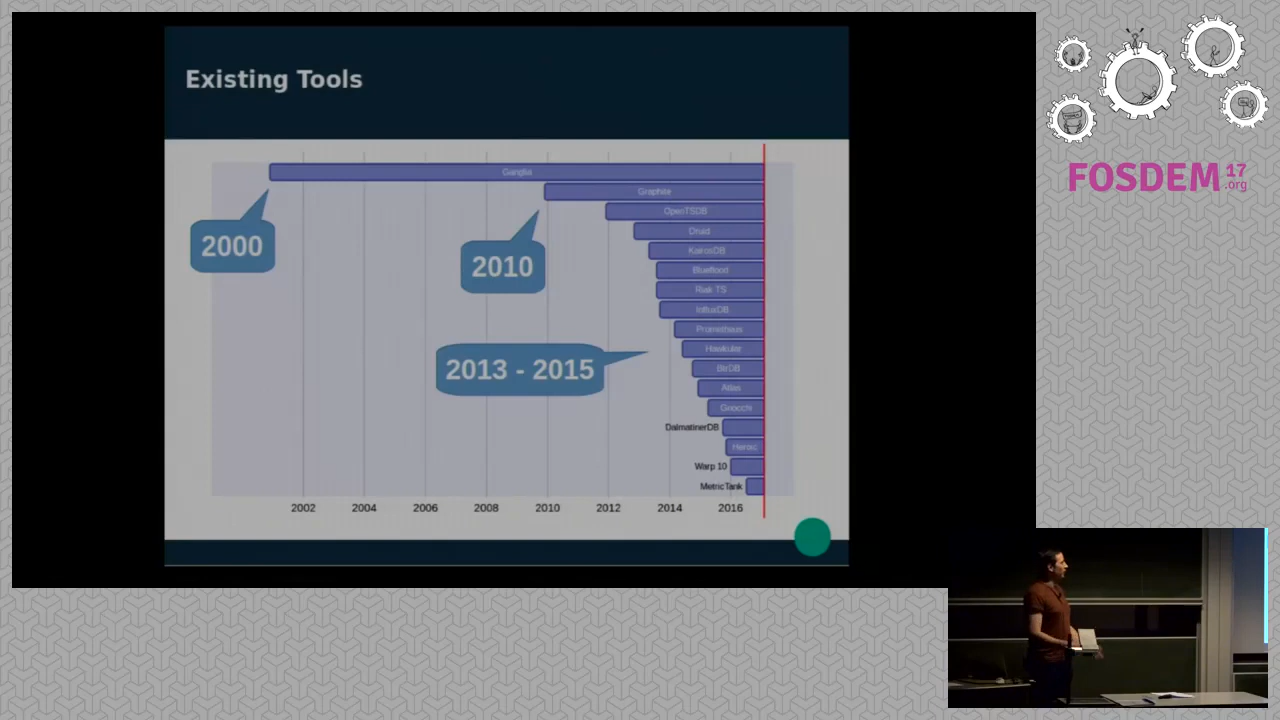 Existing Tools
Ganglia
Graphite
OpenTSDB
Druid
KairosDB
Blueflood
Riak TS
InfluxDB
Prometheus
Hawkular
BtrDB
Atlas
Gnocchi
DalmatinerDB
Heroic
Warp 10
MetricTank
2000
2010
2013 - 2015
2002 2004 2006 2008 2010 2012 2014 2016
FOSDEM 17
.org